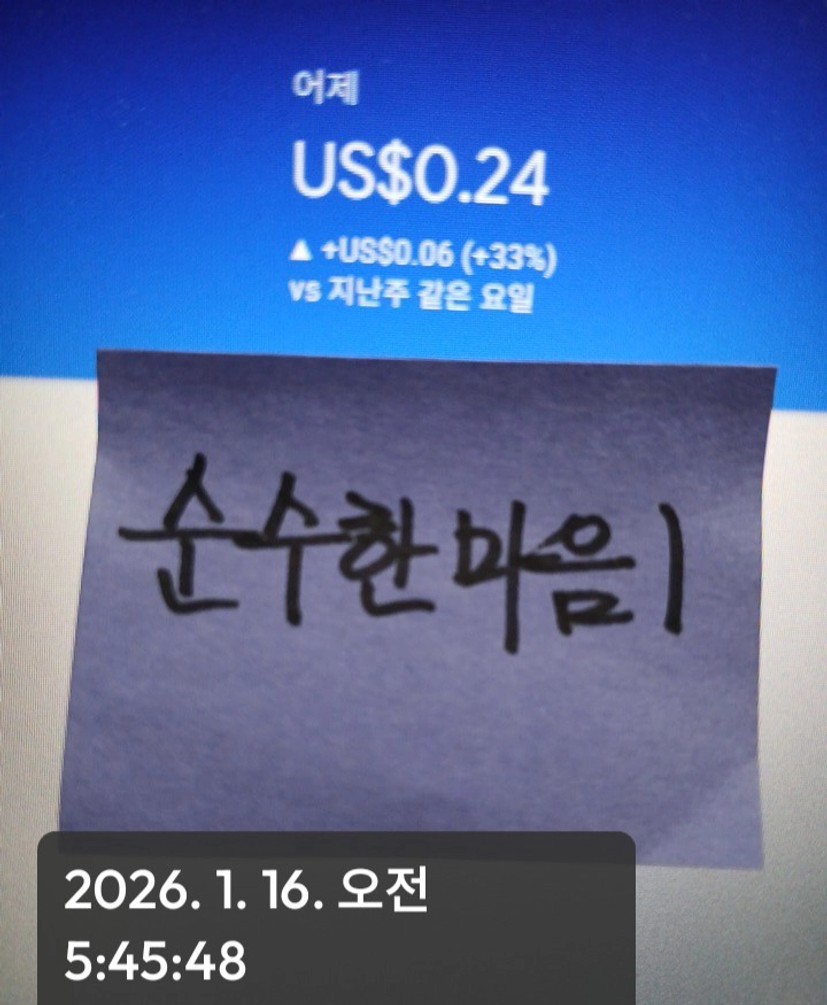 어제
US$0.24
▲ +US$0.06 (+33%)
vs 지난주 같은 요일
순수한 마음1
2026. 1. 16. 오전
5:45:48